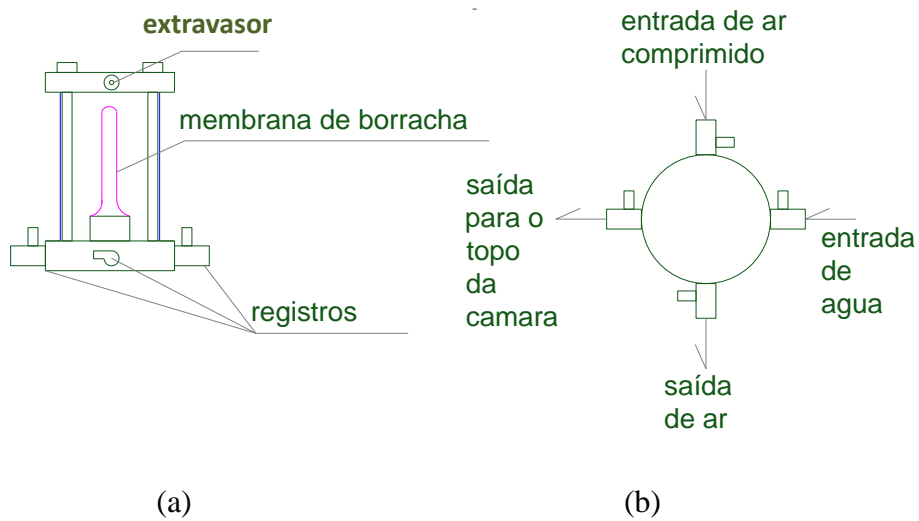 extravasor
membrana de borracha
registros
(a)
entrada de ar
comprimido
saída
para o
topo
da
camara
entrada
de
agua
saída
de ar
(b)